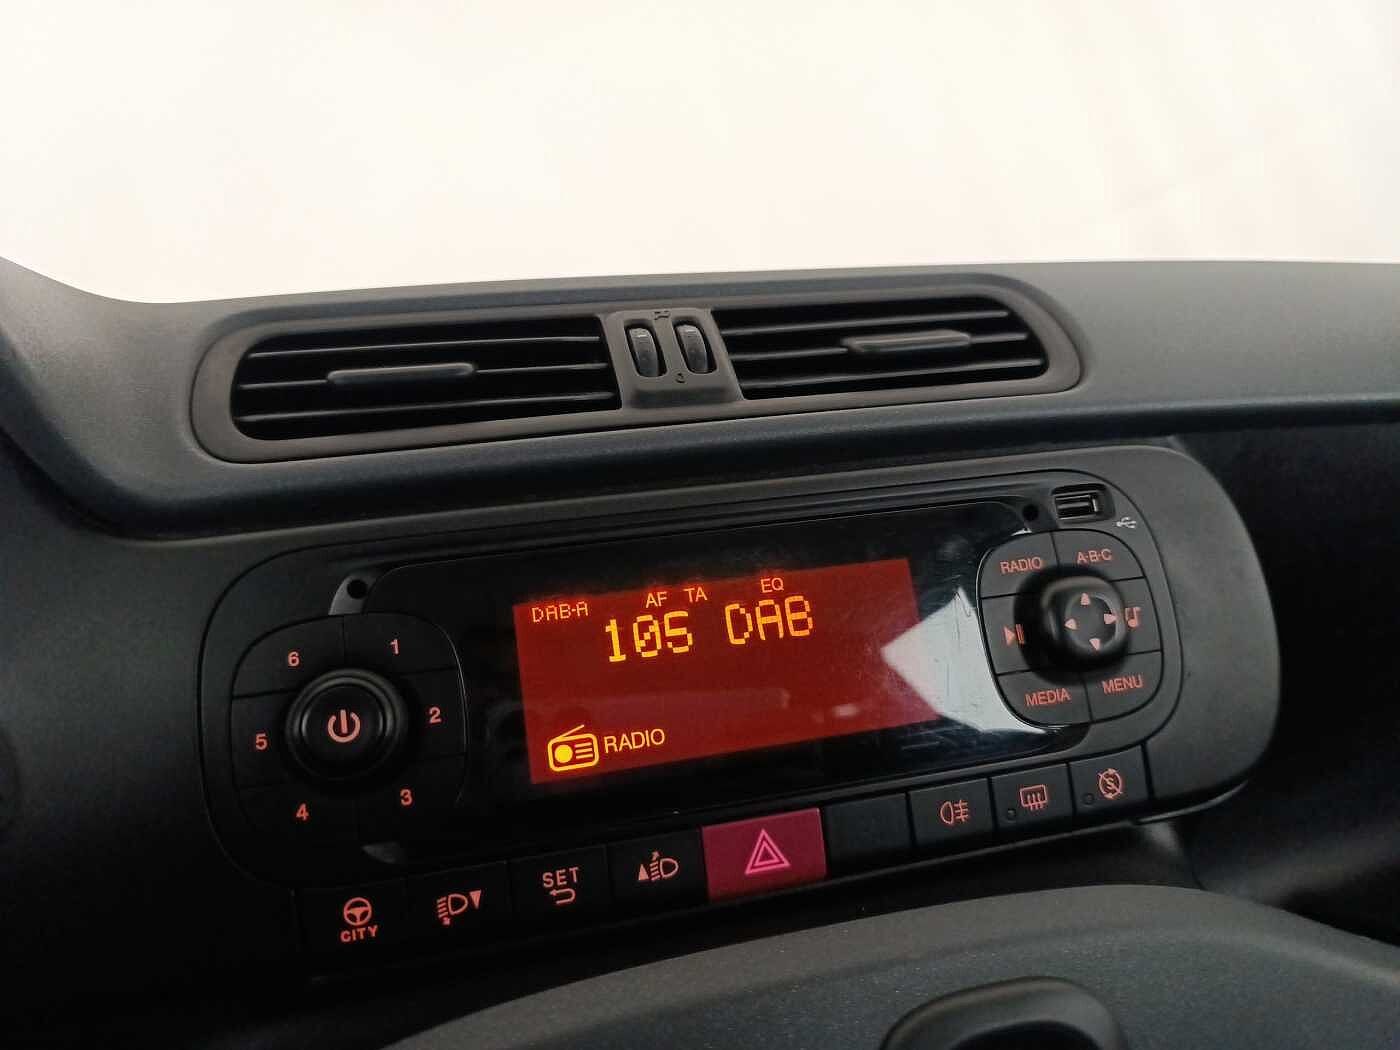 DAB-A AF TA EQ
105 DAB
RADIO
6
1
5
2
4
3
RADIO
A·B·C
MEDIA
MENU
CITY
SET